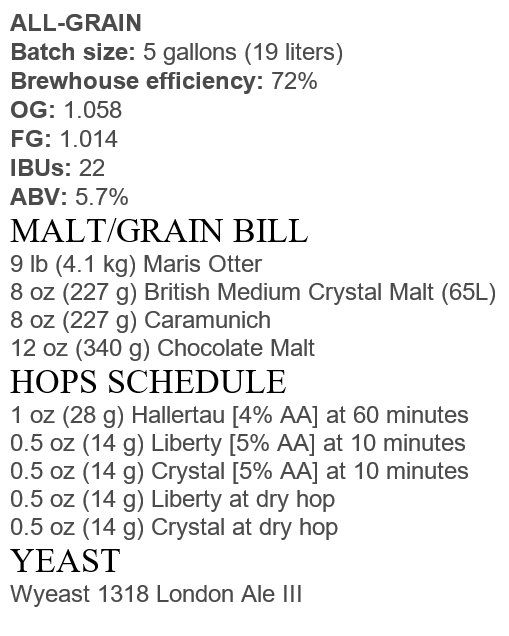 ALL-GRAIN
Batch size: 5 gallons (19 liters)
Brewhouse efficiency: 72%
OG: 1.058
FG: 1.014
IBUs: 22
ABV: 5.7%
MALT/GRAIN BILL
9 lb (4.1 kg) Maris Otter
8 oz (227 g) British Medium Crystal Malt (65L)
8 oz (227 g) Caramunich
12 oz (340 g) Chocolate Malt
HOPS SCHEDULE
1 oz (28 g) Hallertau [4% AA] at 60 minutes
0.5 oz (14 g) Liberty [5% AA] at 10 minutes
0.5 oz (14 g) Crystal [5% AA] at 10 minutes
0.5 oz (14 g) Liberty at dry hop
0.5 oz (14 g) Crystal at dry hop
YEAST
Wyeast 1318 London Ale III